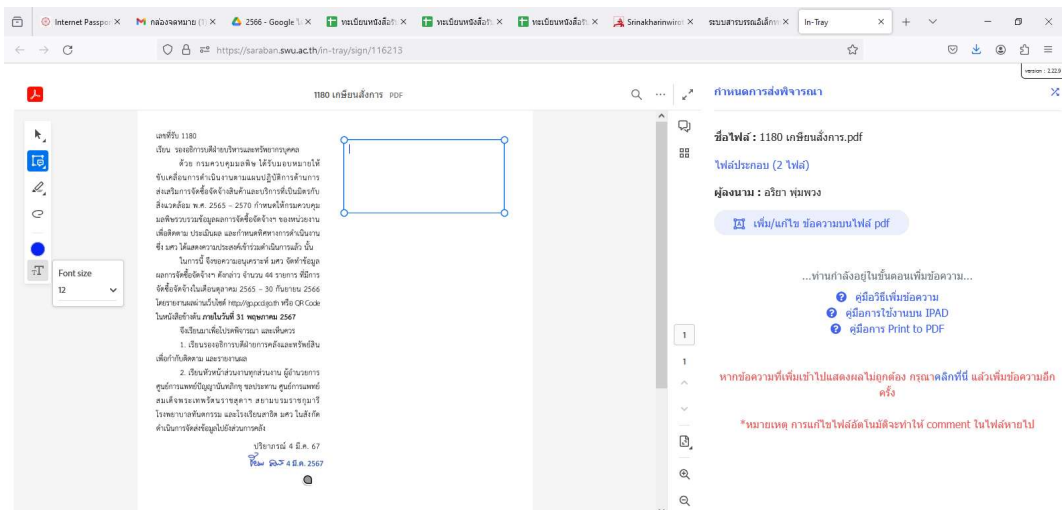 Internet Passpor
กล่องจดหมาย (1)
2566 - Google ไ
ทะเบียนหนังสือรับ
ทะเบียนหนังสือรับ
ทะเบียนหนังสือรับ
Srinakharinwirot
ระบบสารบรรณอิเล็กทร
In-Tray
https://saraban.swu.ac.th/in-tray/sign/116213
version : 2.22.9
1180 เกษียนสั่งการ PDF
Font size
12
เลขที่รับ 1180
เรียน รองอธิการบดีฝ่ายบริหารและทรัพยากรบุคคล
ด้วย กรมควบคุมมลพิษ ได้รับมอบหมายให้
ขับเคลื่อนการดำเนินงานตามแผนปฏิบัติการด้านการ
ส่งเสริมการจัดซื้อจัดจ้างสินค้าและบริการที่เป็นมิตรกับ
สิ่งแวดล้อม พ.ศ. 2565 - 2570 กำหนดให้กรมควบคุม
มลพิษรวบรวมข้อมูลผลการจัดซื้อจัดจ้างฯ ของหน่วยงาน
เพื่อติดตาม ประเมินผล และกำหนดทิศทางการดำเนินงาน
ซึ่ง มศว ได้แสดงความประสงค์เข้าร่วมดำเนินการแล้ว นั้น
ในการนี้ จึงขอความอนุเคราะห์ มศว จัดทำข้อมูล
ผลการจัดซื้อจัดจ้างฯ ดังกล่าว จำนวน 44 รายการ ที่มีการ
จัดซื้อจัดจ้างในเดือนตุลาคม 2565 - 30 กันยายน 2566
โดยรายงานผลผ่านเว็บไซต์ http://gp.pcd.go.th หรือ QR Code
ในหนังสือข้างต้น ภายในวันที่ 31 พฤษภาคม 2567
จึงเรียนมาเพื่อโปรดพิจารณา และเห็นควร
1. เรียนรองอธิการบดีฝ่ายการคลังและทรัพย์สิน
เพื่อกำกับติดตาม และรายงานผล
2. เรียนหัวหน้าส่วนงานทุกส่วนงาน ผู้อำนวยการ
ศูนย์การแพทย์ปัญญานันทภิกขุ ชลประทาน ศูนย์การแพทย์
สมเด็จพระเทพรัตนราชสุดาฯ สยามบรมราชกุมารี
โรงพยาบาลทันตกรรม และโรงเรียนสาธิต มศว ในสังกัด
ดำเนินการจัดส่งข้อมูลไปยังส่วนการคลัง
ปริยาภรณ์ 4 มี.ค. 67
4 มี.ค. 2567
1
1
กำหนดการส่งพิจารณา
ชื่อไฟล์ : 1180 เกษียนสั่งการ.pdf
ไฟล์ประกอบ (2 ไฟล์)
ผู้ลงนาม : อริยา พุ่มพวง
เพิ่ม/แก้ไข ข้อความบนไฟล์ pdf
...ท่านกำลังอยู่ในขั้นตอนเพิ่มข้อความ...
คู่มือวิธีเพิ่มข้อความ
คู่มือการใช้งานบน IPAD
คู่มือการ Print to PDF
หากข้อความที่เพิ่มเข้าไปแสดงผลไม่ถูกต้อง กรุณาคลิกที่นี่ แล้วเพิ่มข้อความอีก
ครั้ง
*หมายเหตุ การแก้ไขไฟล์อัตโนมัติจะทำให้ comment ในไฟล์หายไป